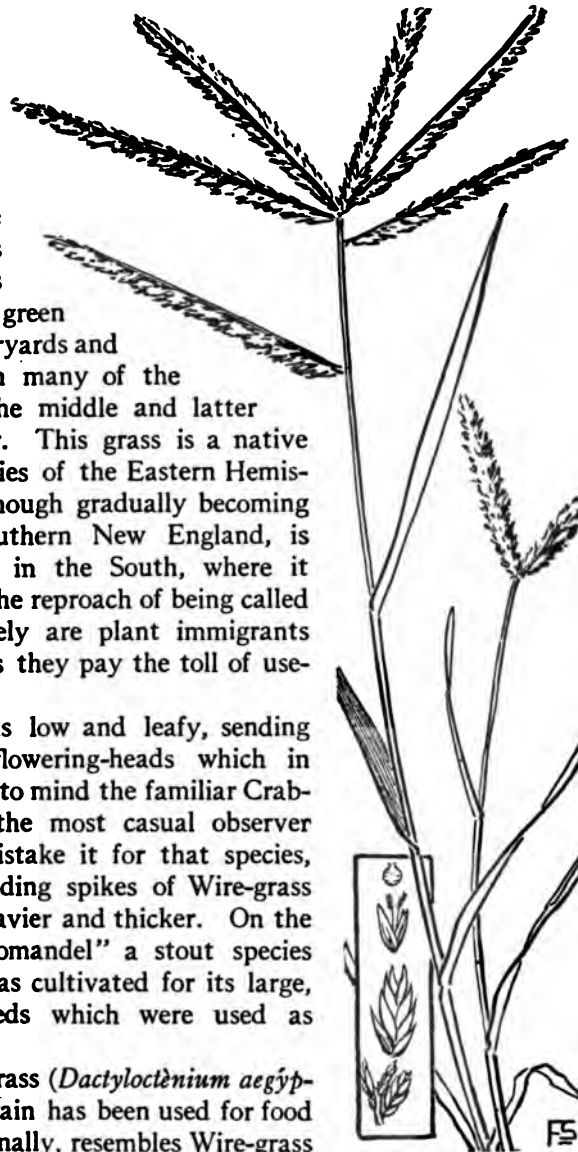 green
yards and
many of the
he middle and latter
This grass is a native
ies of the Eastern Hemis-
hough gradually becoming
uthern New England, is
in the South, where it
he reproach of being called
ely are plant immigrants
s they pay the toll of use-
s low and leafy, sending
flowering-heads which in
to mind the familiar Crab-
the most casual observer
istake it for that species,
ding spikes of Wire-grass
avier and thicker. On the
omandel" a stout species
as cultivated for its large,
eds which were used as
rass (Dactyloctènium aegýp-
ain has been used for food
nally, resembles Wire-grass
FS